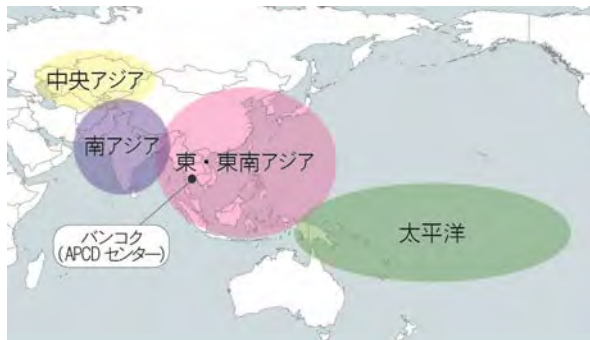 中央アジア
南アジア
東・東南アジア
バンコク
(APCD センター)
太平洋